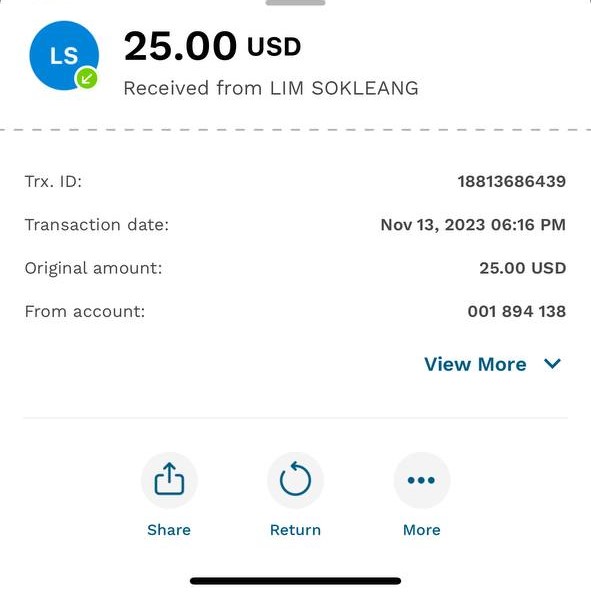 LS
25.00 USD
Received from LIM SOKLEANG
Trx. ID: 18813686439
Transaction date: Nov 13, 2023 06:16 PM
Original amount: 25.00 USD
From account: 001 894 138
View More
Share Return More